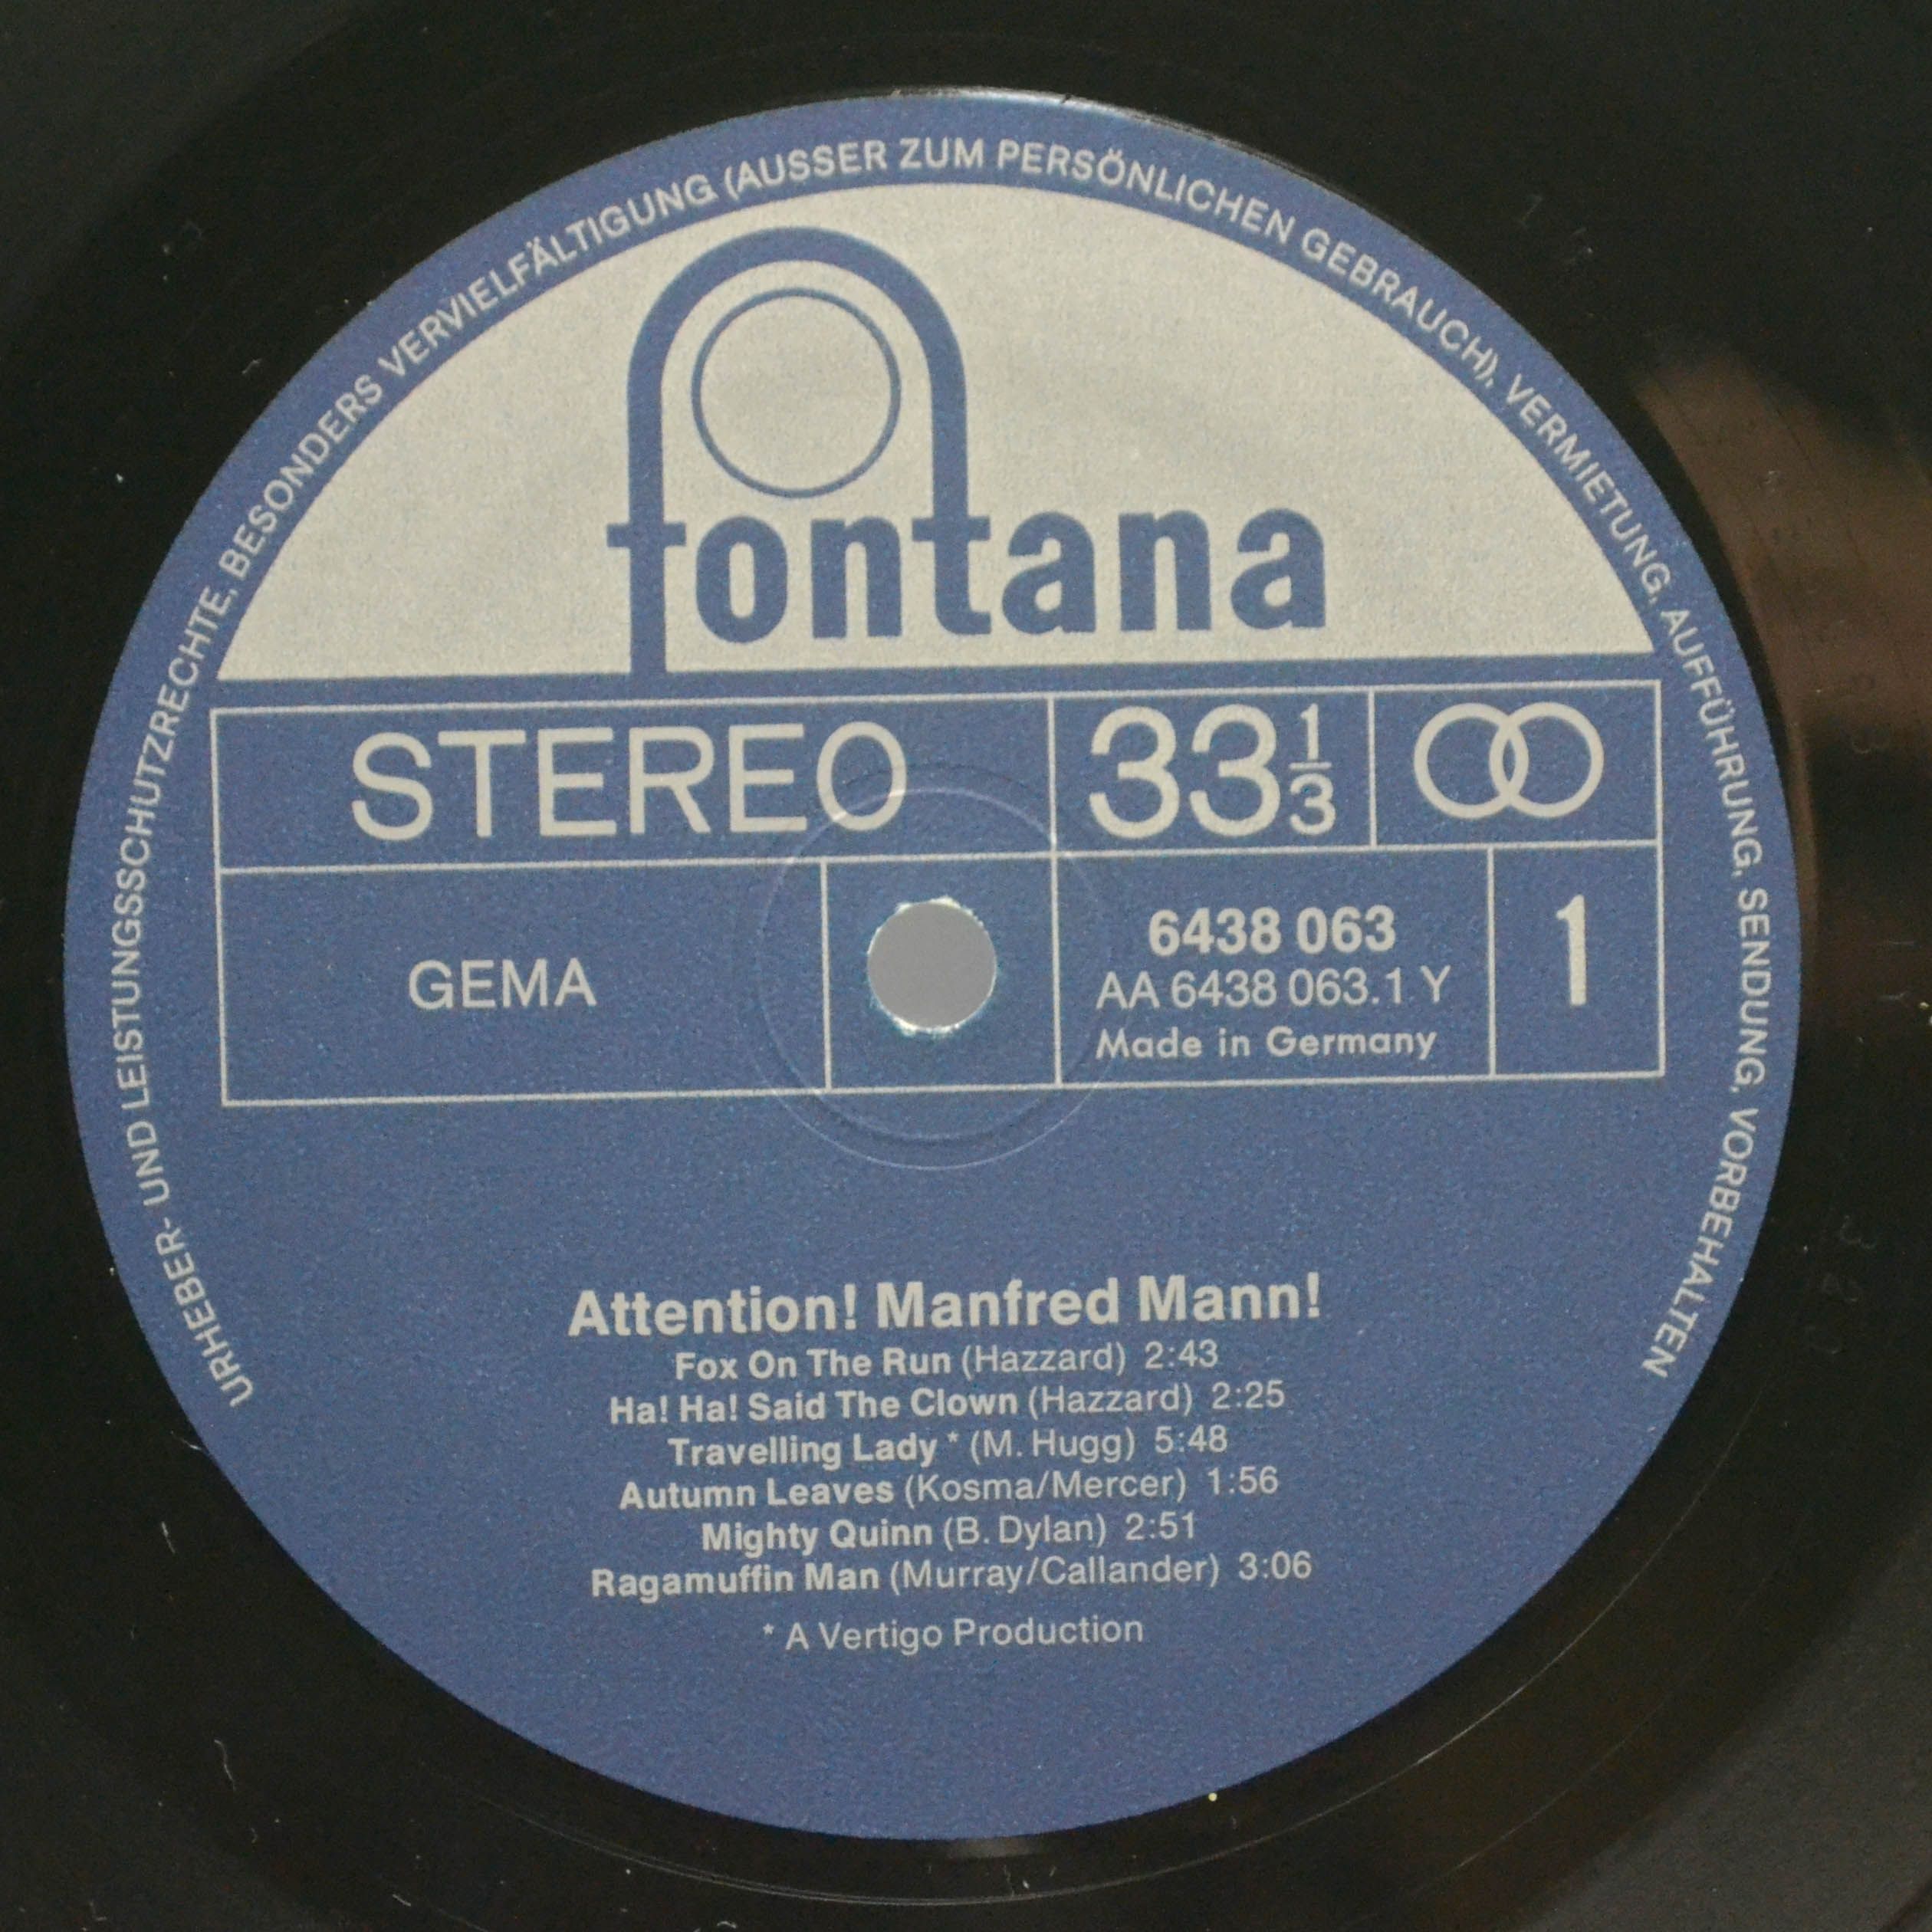 URHEBER- UND LEISTUNGSSCHUTZRECHTE, BESONDERS VERVIELFÄLTIGUNG (AUSSER ZUM PERSÖNLICHEN GEBRAUCH), VERMIETUNG, AUFFÜHRUNG, SENDUNG, VORBEHALTEN
fontana
STEREO 33 1/3
GEMA
6438 063
AA 6438 063.1 Y
Made in Germany
1
Attention! Manfred Mann!
Fox On The Run (Hazzard) 2:43
Ha! Ha! Said The Clown (Hazzard) 2:25
Travelling Lady * (M. Hugg) 5:48
Autumn Leaves (Kosma/Mercer) 1:56
Mighty Quinn (B. Dylan) 2:51
Ragamuffin Man (Murray/Callander) 3:06
* A Vertigo Production